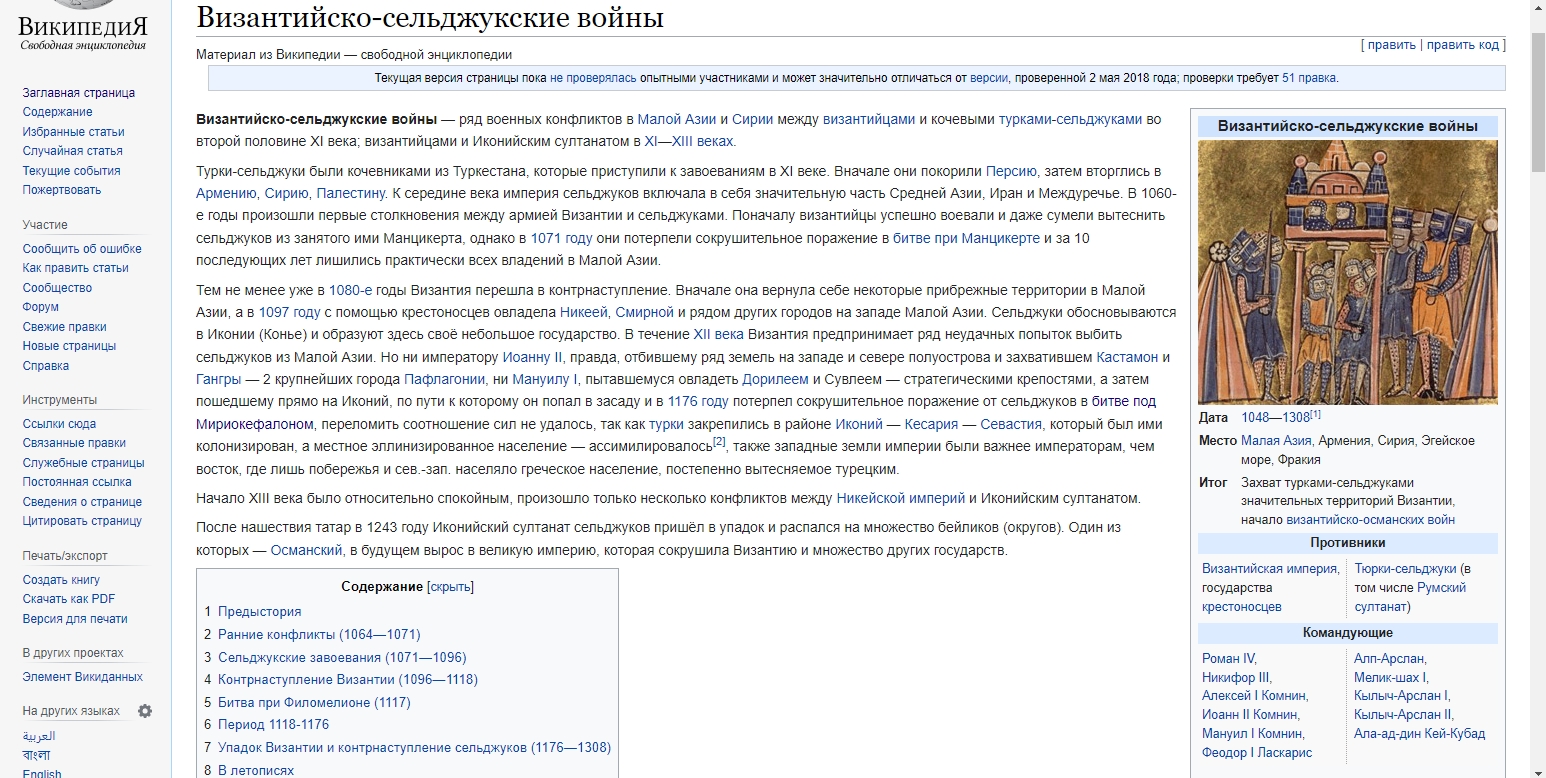 ВИКИПЕДИЯ
Свободная энциклопедия
Заглавная страница
Содержание
Избранные статьи
Случайная статья
Текущие события
Пожертвовать
Участие
Сообщить об ошибке
Как править статьи
Сообщество
Форум
Свежие правки
Новые страницы
Справка
Инструменты
Ссылки сюда
Связанные правки
Служебные страницы
Постоянная ссылка
Сведения о странице
Цитировать страницу
Печать/экспорт
Создать книгу
Скачать как PDF
Версия для печати
В других проектах
Элемент Викиданных
На других языках
العربية
বাংলা
English
Византийско-сельджукские войны
[ править | править код ]
Материал из Википедии — свободной энциклопедии
Текущая версия страницы пока не проверялась опытными участниками и может значительно отличаться от версии, проверенной 2 мая 2018 года; проверки требует 51 правка.
Византийско-сельджукские войны — ряд военных конфликтов в Малой Азии и Сирии между византийцами и кочевыми турками-сельджуками во
второй половине XI века; византийцами и Иконийским султанатом в XI—XIII веках.
Турки-сельджуки были кочевниками из Туркестана, которые приступили к завоеваниям в XI веке. Вначале они покорили Персию, затем вторглись в
Армению, Сирию, Палестину. К середине века империя сельджуков включала в себя значительную часть Средней Азии, Иран и Междуречье. В 1060-
е годы произошли первые столкновения между армией Византии и сельджуками. Поначалу византийцы успешно воевали и даже сумели вытеснить
сельджуков из занятого ими Манцикерта, однако в 1071 году они потерпели сокрушительное поражение в битве при Манцикерте и за 10
последующих лет лишились практически всех владений в Малой Азии.
Тем не менее уже в 1080-е годы Византия перешла в контрнаступление. Вначале она вернула себе некоторые прибрежные территории в Малой
Азии, а в 1097 году с помощью крестоносцев овладела Никеей, Смирной и рядом других городов на западе Малой Азии. Сельджуки обосновываются
в Иконии (Конье) и образуют здесь своё небольшое государство. В течение XII века Византия предпринимает ряд неудачных попыток выбить
сельджуков из Малой Азии. Но ни императору Иоанну II, правда, отбившему ряд земель на западе и севере полуострова и захватившем Кастамон и
Гангры — 2 крупнейших города Пафлагонии, ни Мануилу I, пытавшемуся овладеть Дорилеем и Сувлеем — стратегическими крепостями, а затем
пошедшему прямо на Иконий, по пути к которому он попал в засаду и в 1176 году потерпел сокрушительное поражение от сельджуков в битве под
Мириокефалоном, переломить соотношение сил не удалось, так как турки закрепились в районе Иконий — Кесария — Севастия, который был ими
колонизирован, а местное эллинизированное население — ассимилировалось[2], также западные земли империи были важнее императорам, чем
восток, где лишь побережья и сев.-зап. населяло греческое население, постепенно вытесняемое турецким.
Начало XIII века было относительно спокойным, произошло только несколько конфликтов между Никейской империй и Иконийским султанатом.
После нашествия татар в 1243 году Иконийский султанат сельджуков пришёл в упадок и распался на множество бейликов (округов). Один из
которых — Османский, в будущем вырос в великую империю, которая сокрушила Византию и множество других государств.
Содержание [скрыть]
1 Предыстория
2 Ранние конфликты (1064—1071)
3 Сельджукские завоевания (1071—1096)
4 Контрнаступление Византии (1096—1118)
5 Битва при Филомелионе (1117)
6 Период 1118-1176
7 Упадок Византии и контрнаступление сельджуков (1176—1308)
8 В летописях
Византийско-сельджукские войны
Дата 1048—1308[1]
Место Малая Азия, Армения, Сирия, Эгейское
море, Фракия
Итог Захват турками-сельджуками
значительных территорий Византии,
начало византийско-османских войн
Противники
Византийская империя,
государства
крестоносцев
Тюрки-сельджуки (в
том числе Румский
султанат)
Командующие
Роман IV,
Никифор III,
Алексей I Комнин,
Иоанн II Комнин,
Мануил I Комнин,
Феодор I Ласкарис
Алп-Арслан,
Мелик-шах I,
Кылыч-Арслан I,
Кылыч-Арслан II,
Ала-ад-дин Кей-Кубад